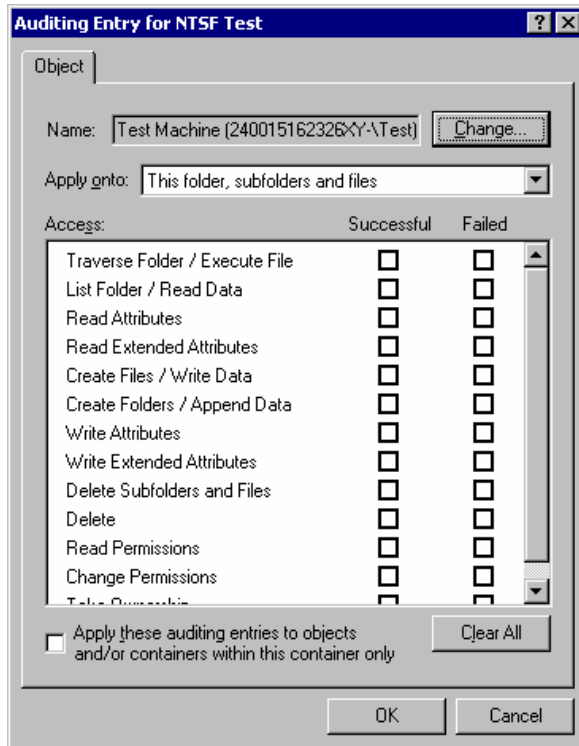 Auditing Entry for NTSF Test
Object
Name: Test Machine (240015162326XY-\Test) Change...
Apply onto: This folder, subfolders and files
Access: Successful Failed
Traverse Folder / Execute File
List Folder / Read Data
Read Attributes
Read Extended Attributes
Create Files / Write Data
Create Folders / Append Data
Write Attributes
Write Extended Attributes
Delete Subfolders and Files
Delete
Read Permissions
Change Permissions
Take Ownership
Apply these auditing entries to objects
and/or containers within this container only
Clear All
OK Cancel